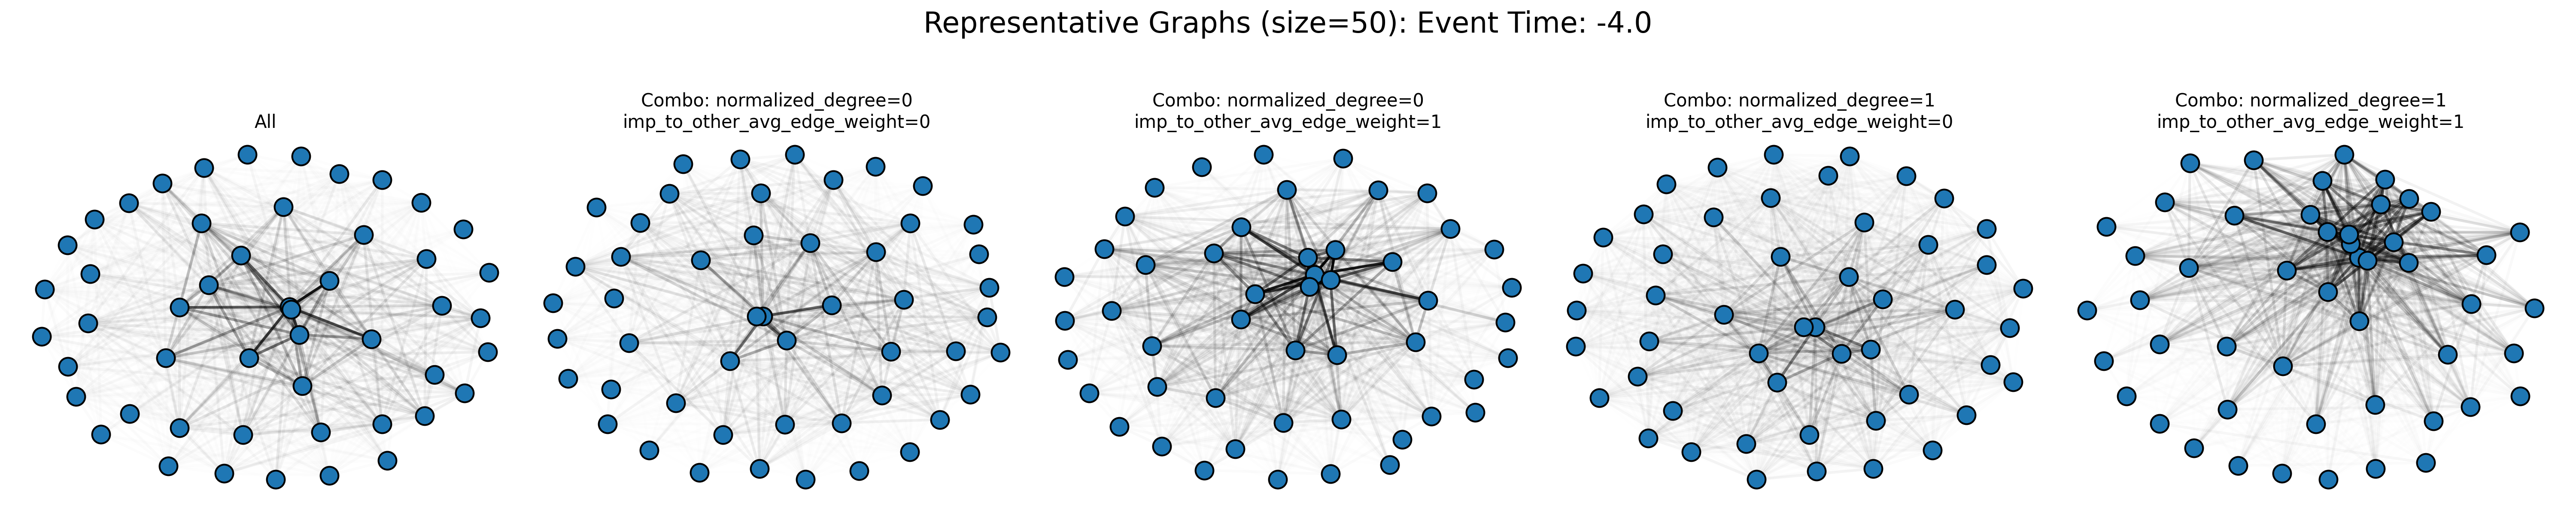 Representative Graphs (size=50): Event Time: -4.0
All
Combo: normalized_degree=0
imp_to_other_avg_edge_weight=0
Combo: normalized_degree=0
imp_to_other_avg_edge_weight=1
Combo: normalized_degree=1
imp_to_other_avg_edge_weight=0
Combo: normalized_degree=1
imp_to_other_avg_edge_weight=1